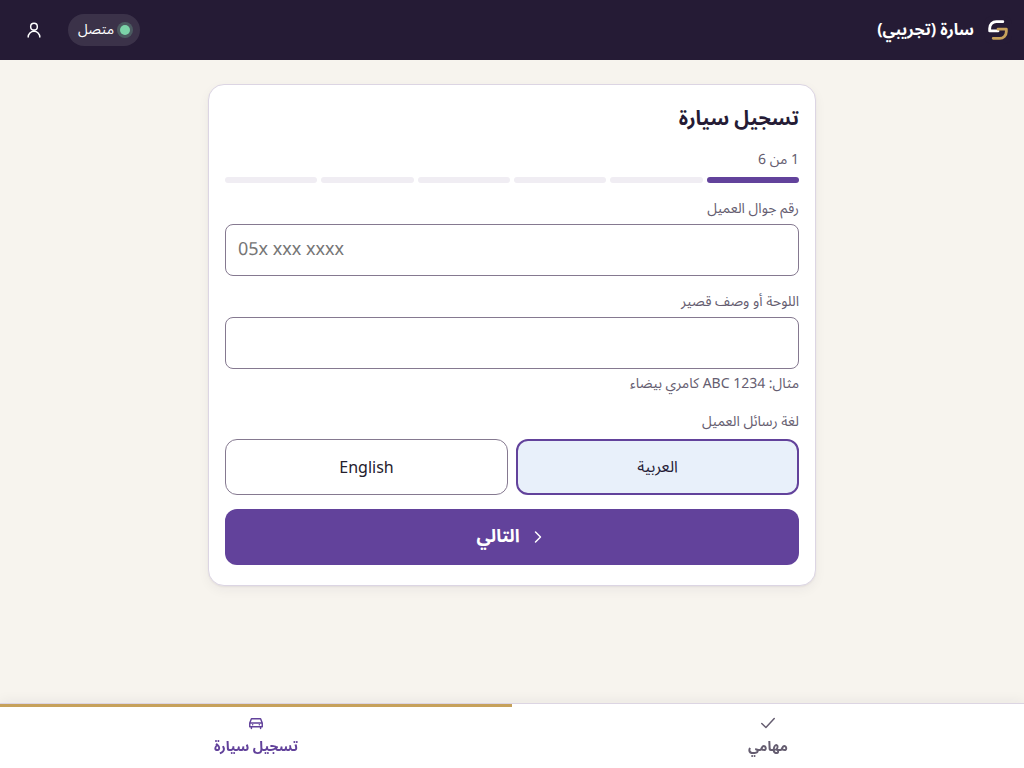 سارة (تجريبي)
متصل
تسجيل سيارة
1 من 6
رقم جوال العميل
05x xxx xxxx
اللوحة أو وصف قصير
مثال: ABC 1234 كامري بيضاء
لغة رسائل العميل
العربية
English
التالي
مهامي
تسجيل سيارة